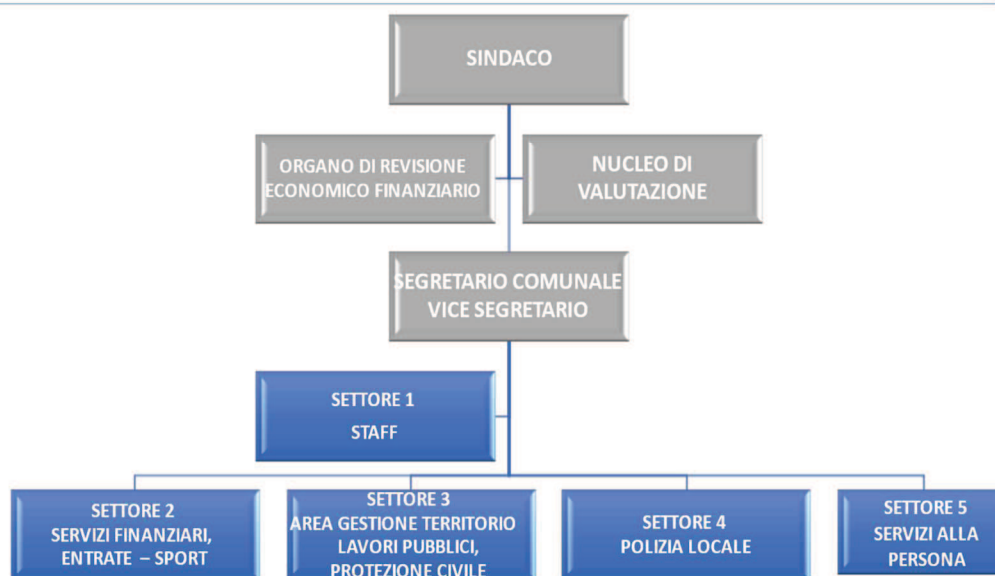 SINDACO
ORGANO DI REVISIONE
ECONOMICO FINANZIARIO
NUCLEO DI
VALUTAZIONE
SEGRETARIO COMUNALE
VICE SEGRETARIO
SETTORE 1
STAFF
SETTORE 2
SERVIZI FINANZIARI,
ENTRATE – SPORT
SETTORE 3
AREA GESTIONE TERRITORIO
LAVORI PUBBLICI,
PROTEZIONE CIVILE
SETTORE 4
POLIZIA LOCALE
SETTORE 5
SERVIZI ALLA
PERSONA